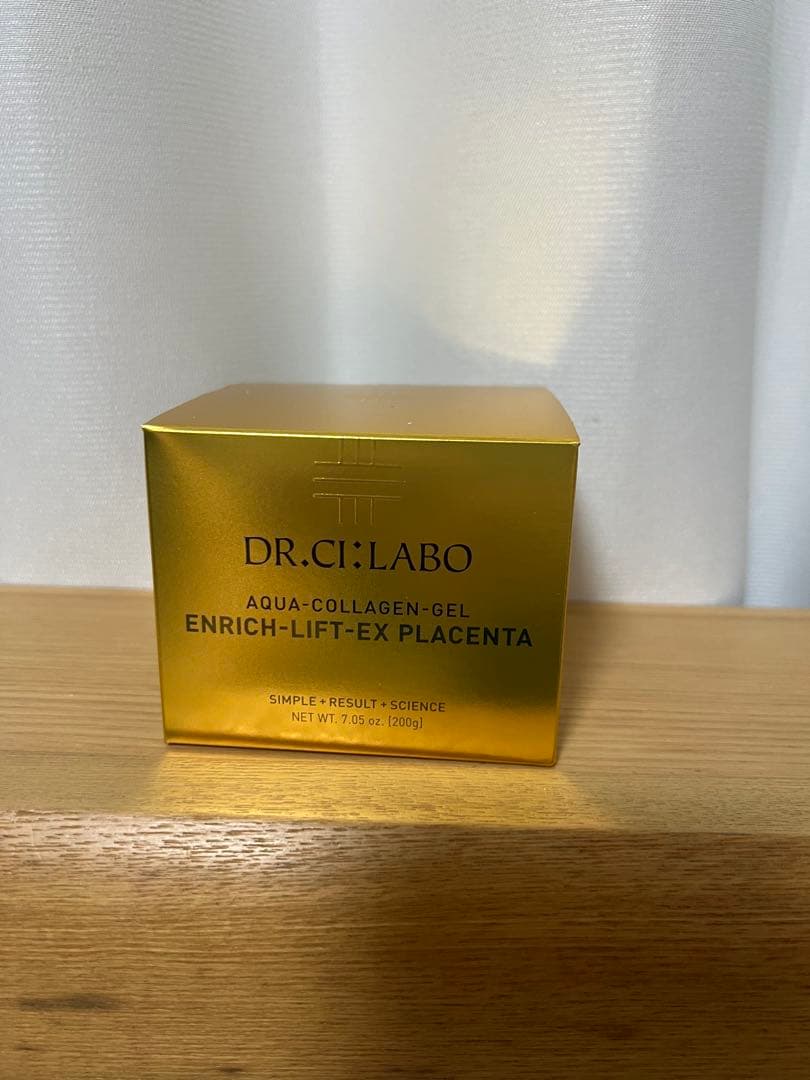 DR.CI:LABO
AQUA-COLLAGEN-GEL
ENRICH-LIFT-EX PLACENTA
SIMPLE + RESULT + SCIENCE
NET WT. 7.05 oz. [200g]